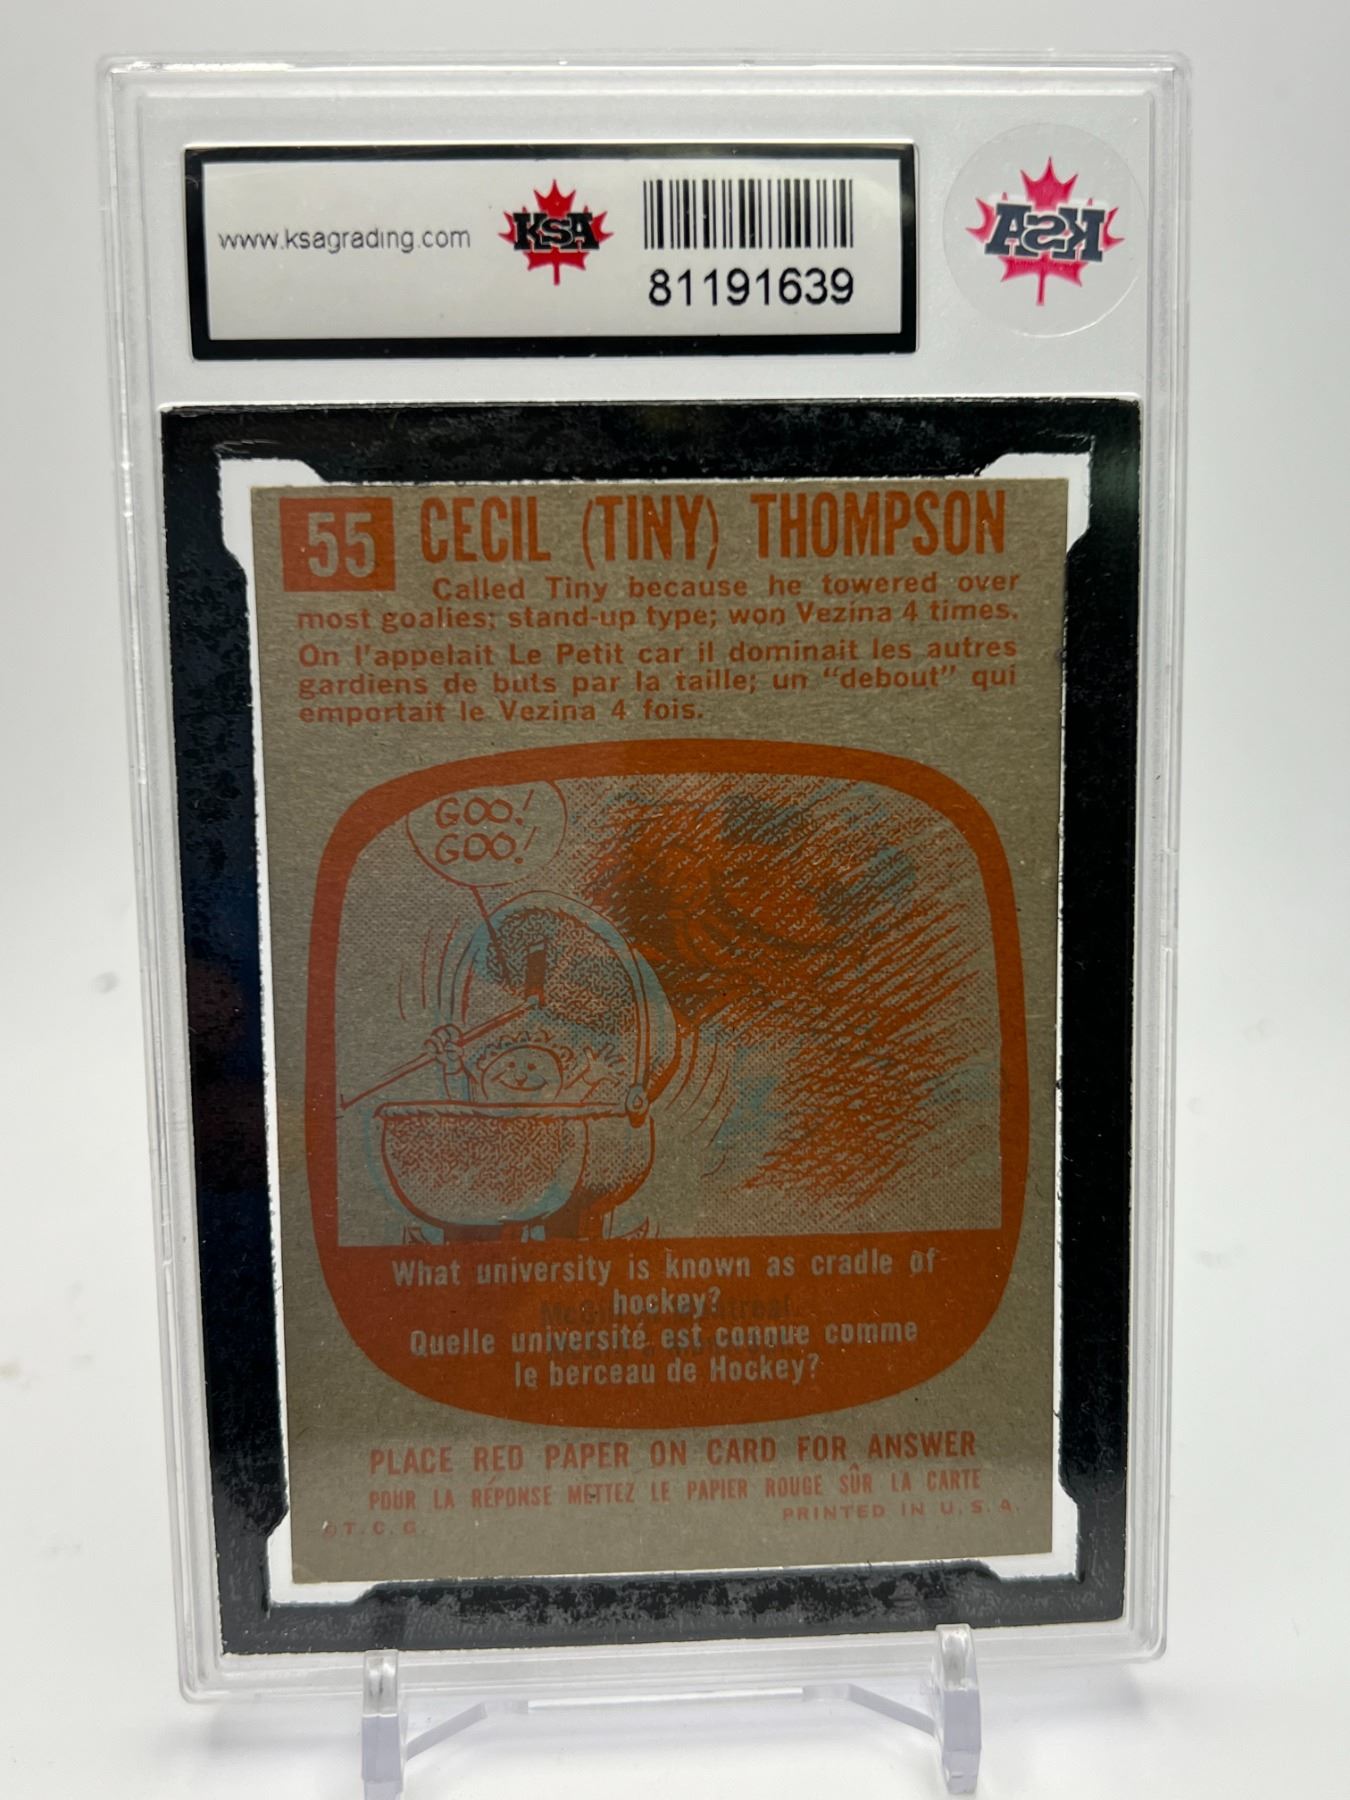 www.ksagrading.com
KSA
81191639
KSA
55 CECIL (TINY) THOMPSON
Called Tiny because he towered over
most goalies; stand-up type; won Vezina 4 times.
On l'appelait Le Petit car il dominait les autres
gardiens de buts par la taille; un "debout" qui
emportait le Vezina 4 fois.
GOO!
GOO!
What university is known as cradle of
hockey?
Quelle université est connue comme
le berceau de Hockey?
PLACE RED PAPER ON CARD FOR ANSWER
POUR LA RÉPONSE METTEZ LE PAPIER ROUGE SÛR LA CARTE
©T.C.G.
PRINTED IN U.S.A.